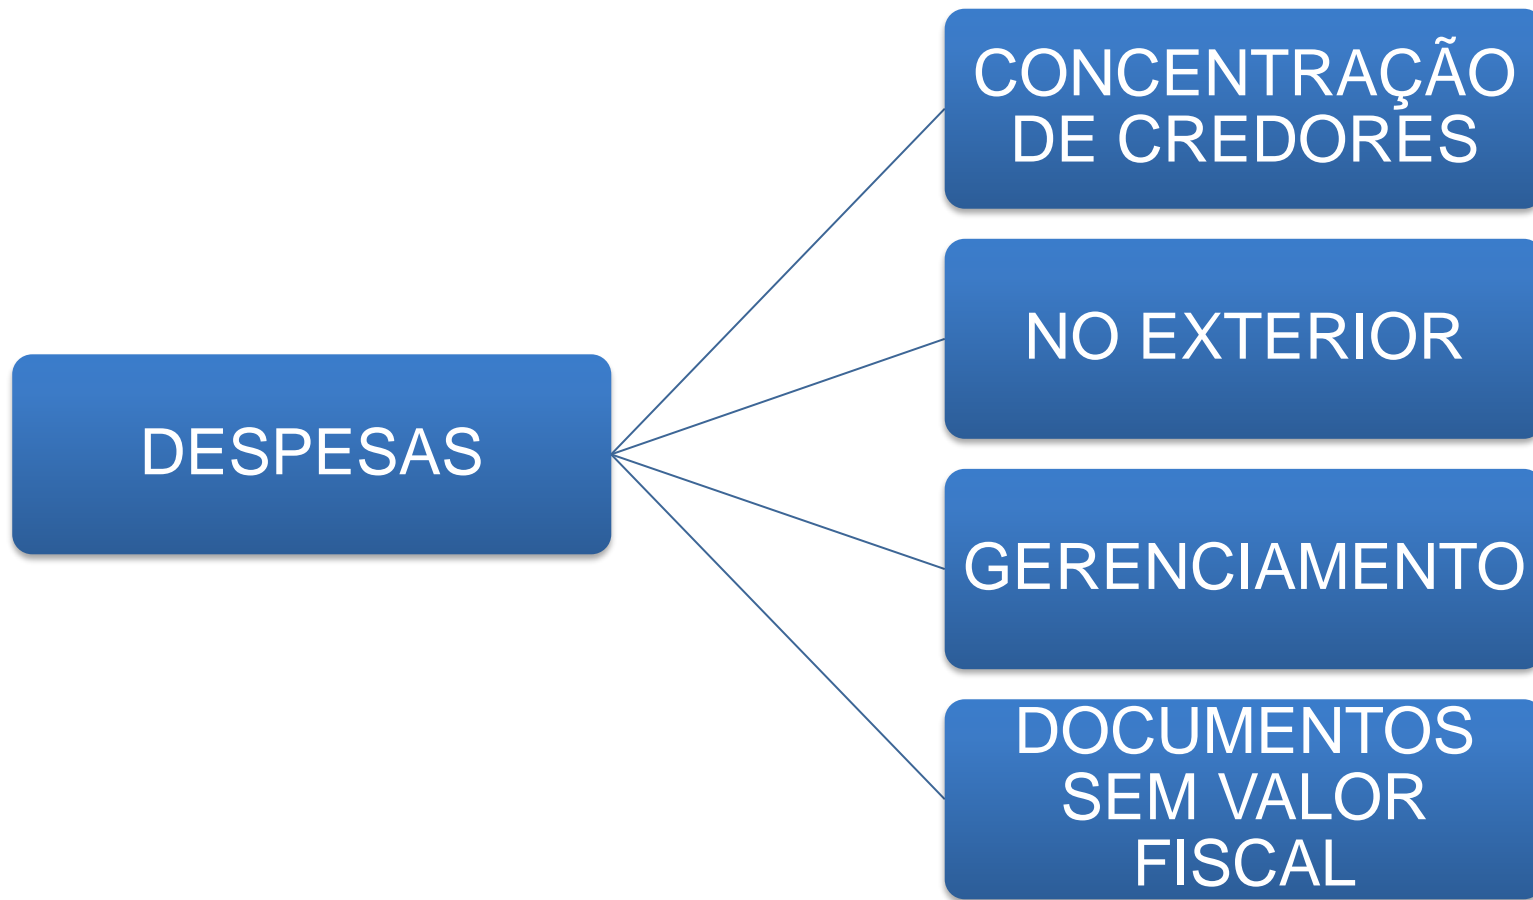 CONCENTRAÇÃO
DE CREDORES
NO EXTERIOR
DESPESAS
GERENCIAMENTO
DOCUMENTOS
SEM VALOR
FISCAL